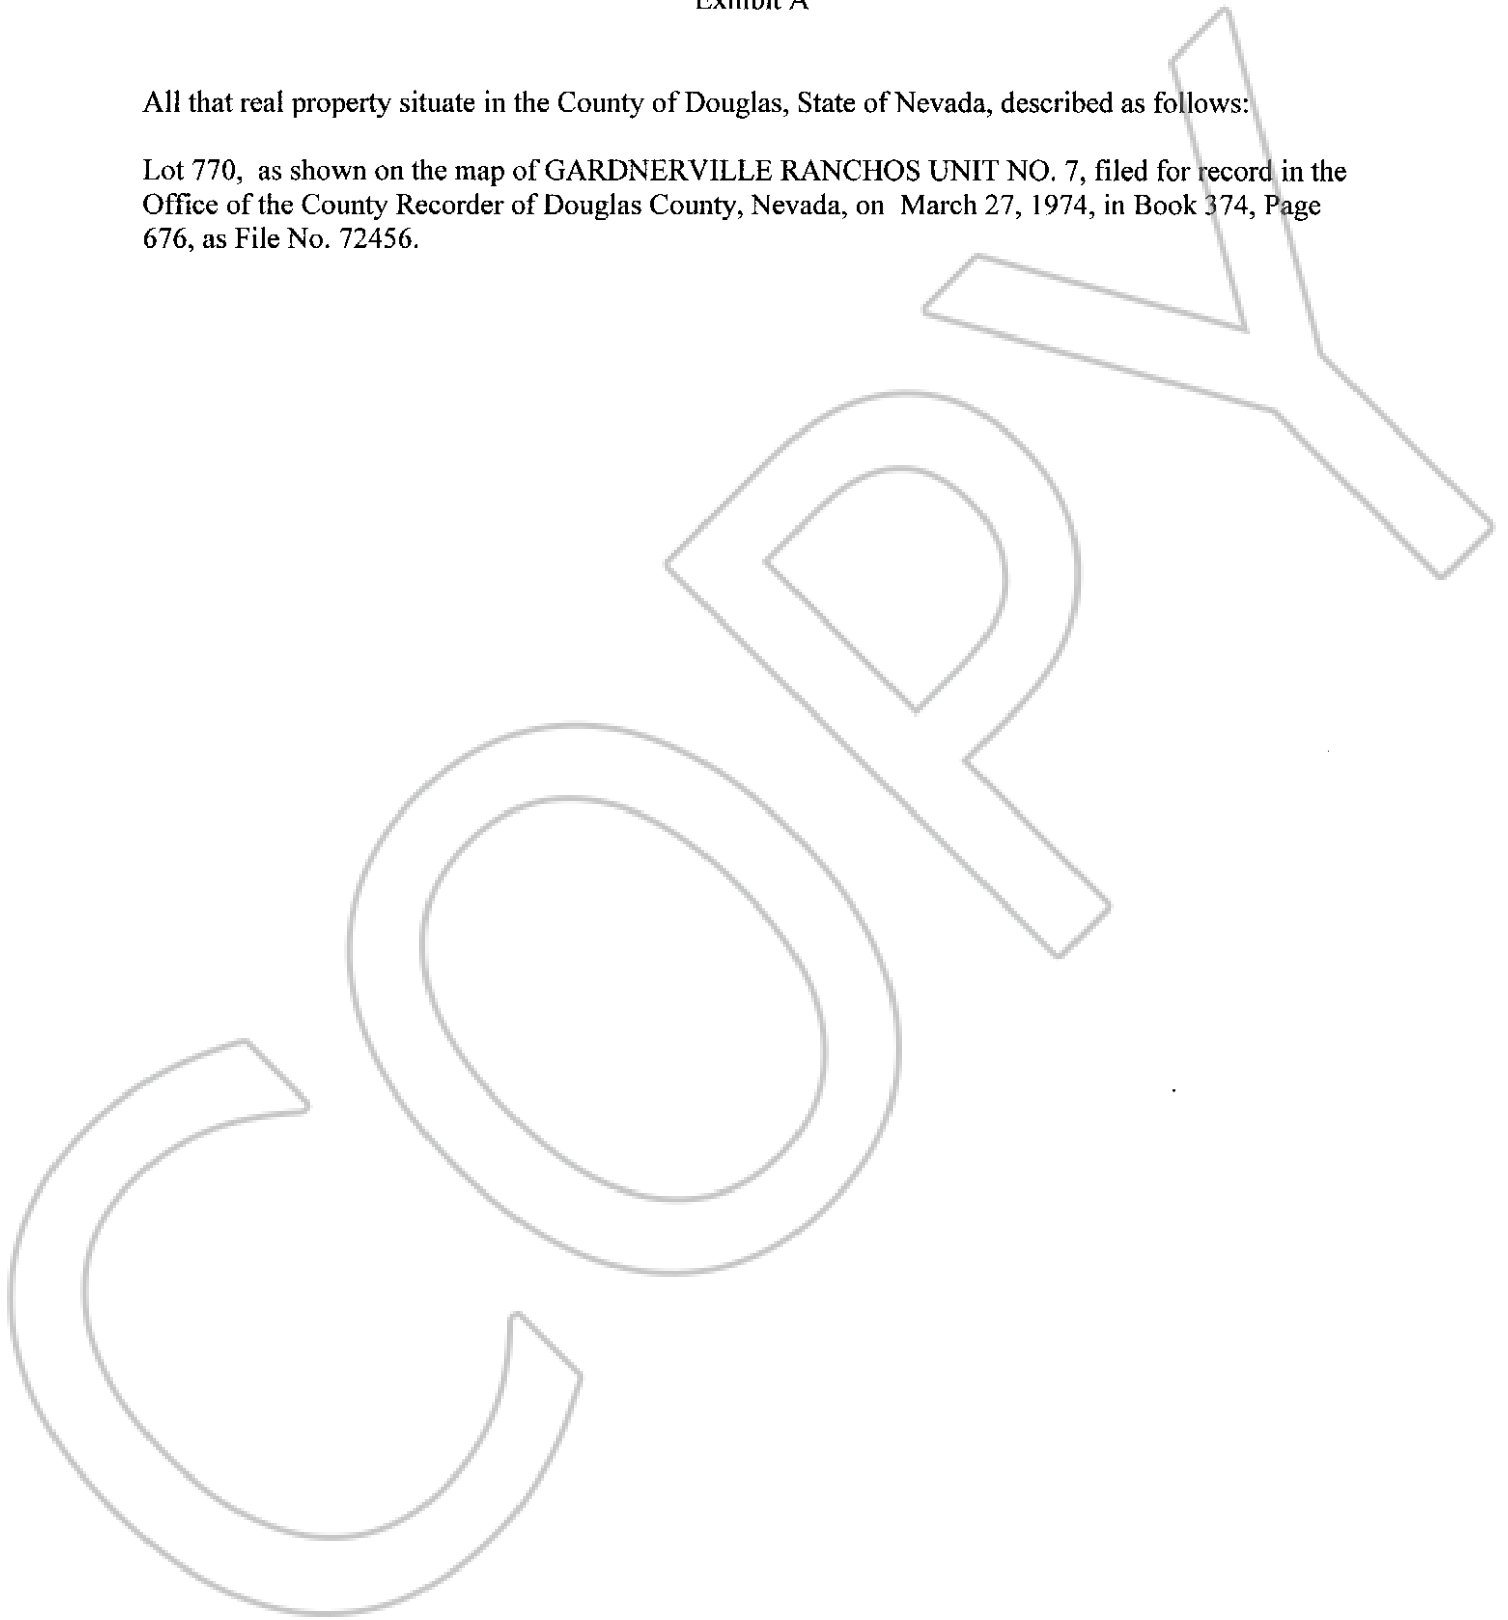 Exhibit A
All that real property situate in the County of Douglas, State of Nevada, described as follows:
Lot 770, as shown on the map of GARDNERVILLE RANCHOS UNIT NO. 7, filed for record in the
Office of the County Recorder of Douglas County, Nevada, on March 27, 1974, in Book 374, Page
676, as File No. 72456.
COPY